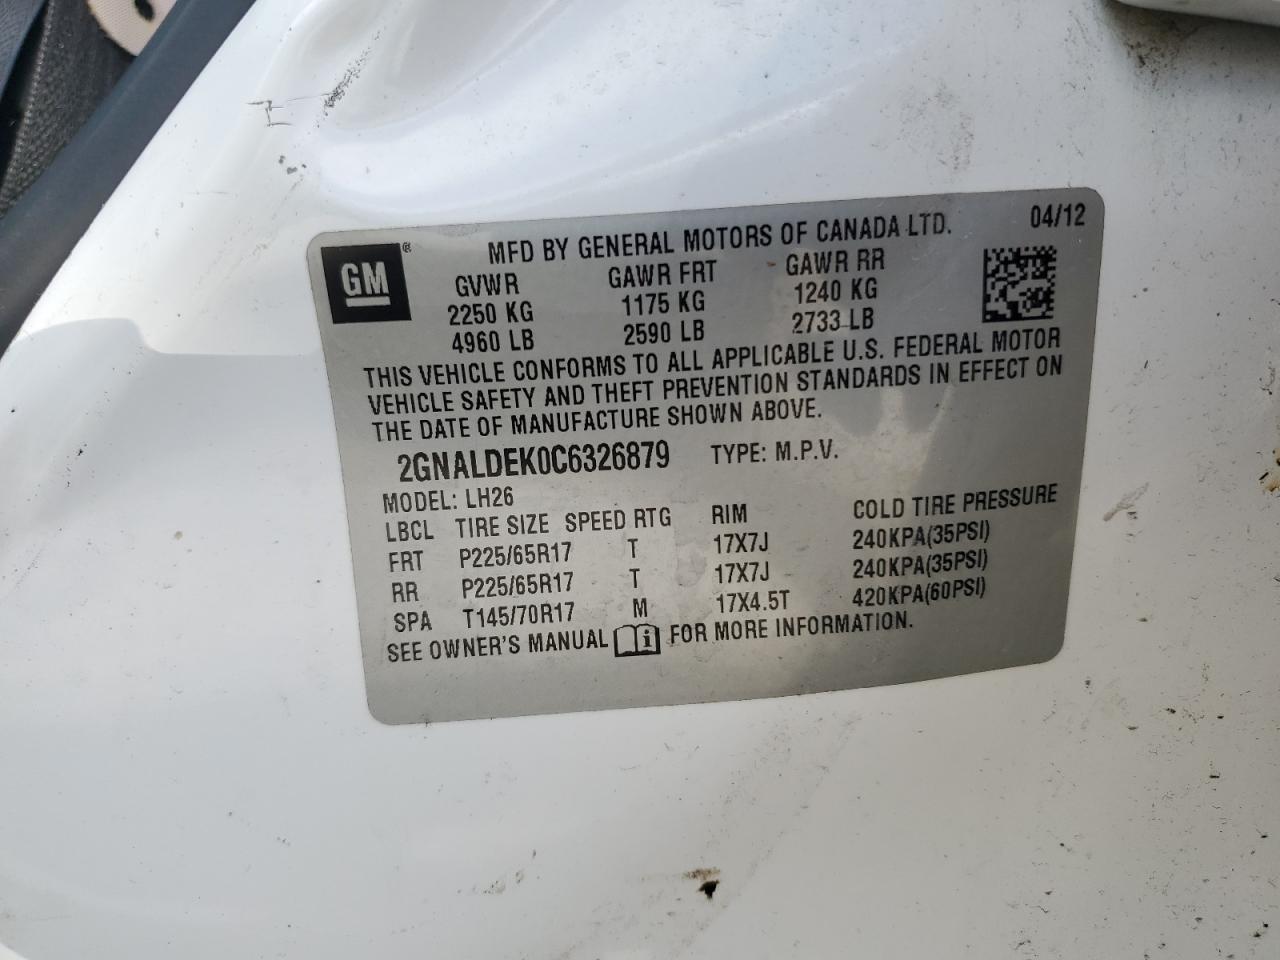 GM ® MFD BY GENERAL MOTORS OF CANADA LTD. 04/12
GVWR GAWR FRT GAWR RR
2250 KG 1175 KG 1240 KG
4960 LB 2590 LB 2733 LB
THIS VEHICLE CONFORMS TO ALL APPLICABLE U.S. FEDERAL MOTOR
VEHICLE SAFETY AND THEFT PREVENTION STANDARDS IN EFFECT ON
THE DATE OF MANUFACTURE SHOWN ABOVE.
2GNALDEK0C6326879 TYPE: M.P.V.
MODEL: LH26
LBCL TIRE SIZE SPEED RTG RIM COLD TIRE PRESSURE
FRT P225/65R17 T 17X7J 240KPA(35PSI)
RR P225/65R17 T 17X7J 240KPA(35PSI)
SPA T145/70R17 M 17X4.5T 420KPA(60PSI)
SEE OWNER'S MANUAL i FOR MORE INFORMATION.